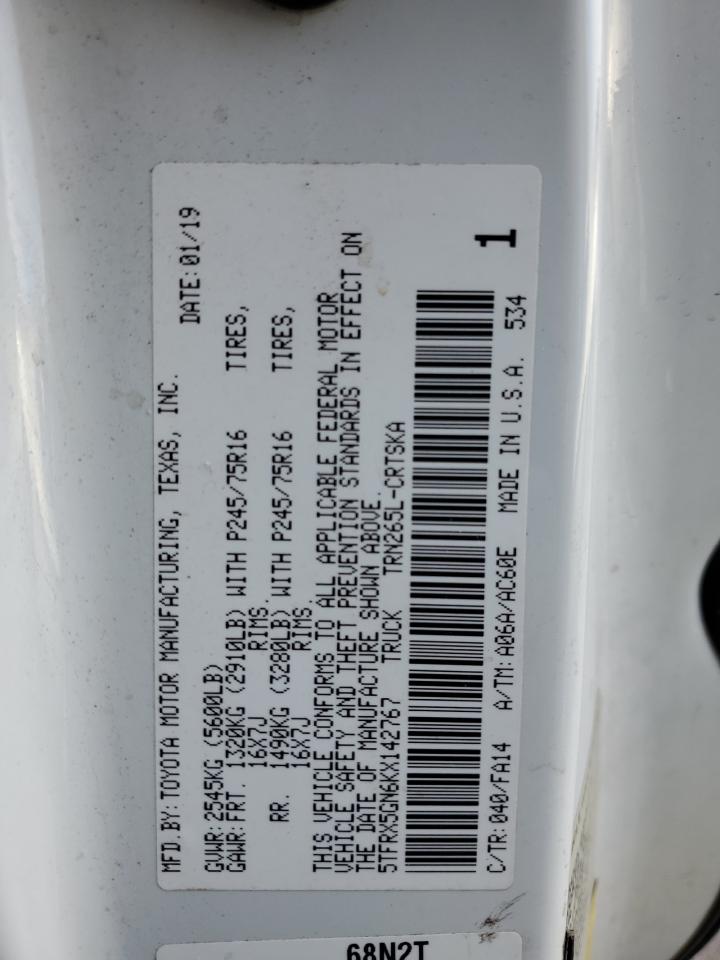 MFD.BY:TOYOTA MOTOR MANUFACTURING, TEXAS, INC.
DATE:01/19
GVWR:2545KG (5600LB)
GAWR:FRT. 1320KG (2910LB) WITH P245/75R16 TIRES,
16X7J RIMS.
RR. 1490KG (3280LB) WITH P245/75R16 TIRES,
16X7J RIMS.
THIS VEHICLE CONFORMS TO ALL APPLICABLE FEDERAL MOTOR
VEHICLE SAFETY AND THEFT PREVENTION STANDARDS IN EFFECT ON
THE DATE OF MANUFACTURE SHOWN ABOVE.
5TFRX5GN6KX142767 TRUCK TRN265L-CRTSKA
1
C/TR:040/FA14 A/TM:A06A/AC60E MADE IN U.S.A. 534
68N2T